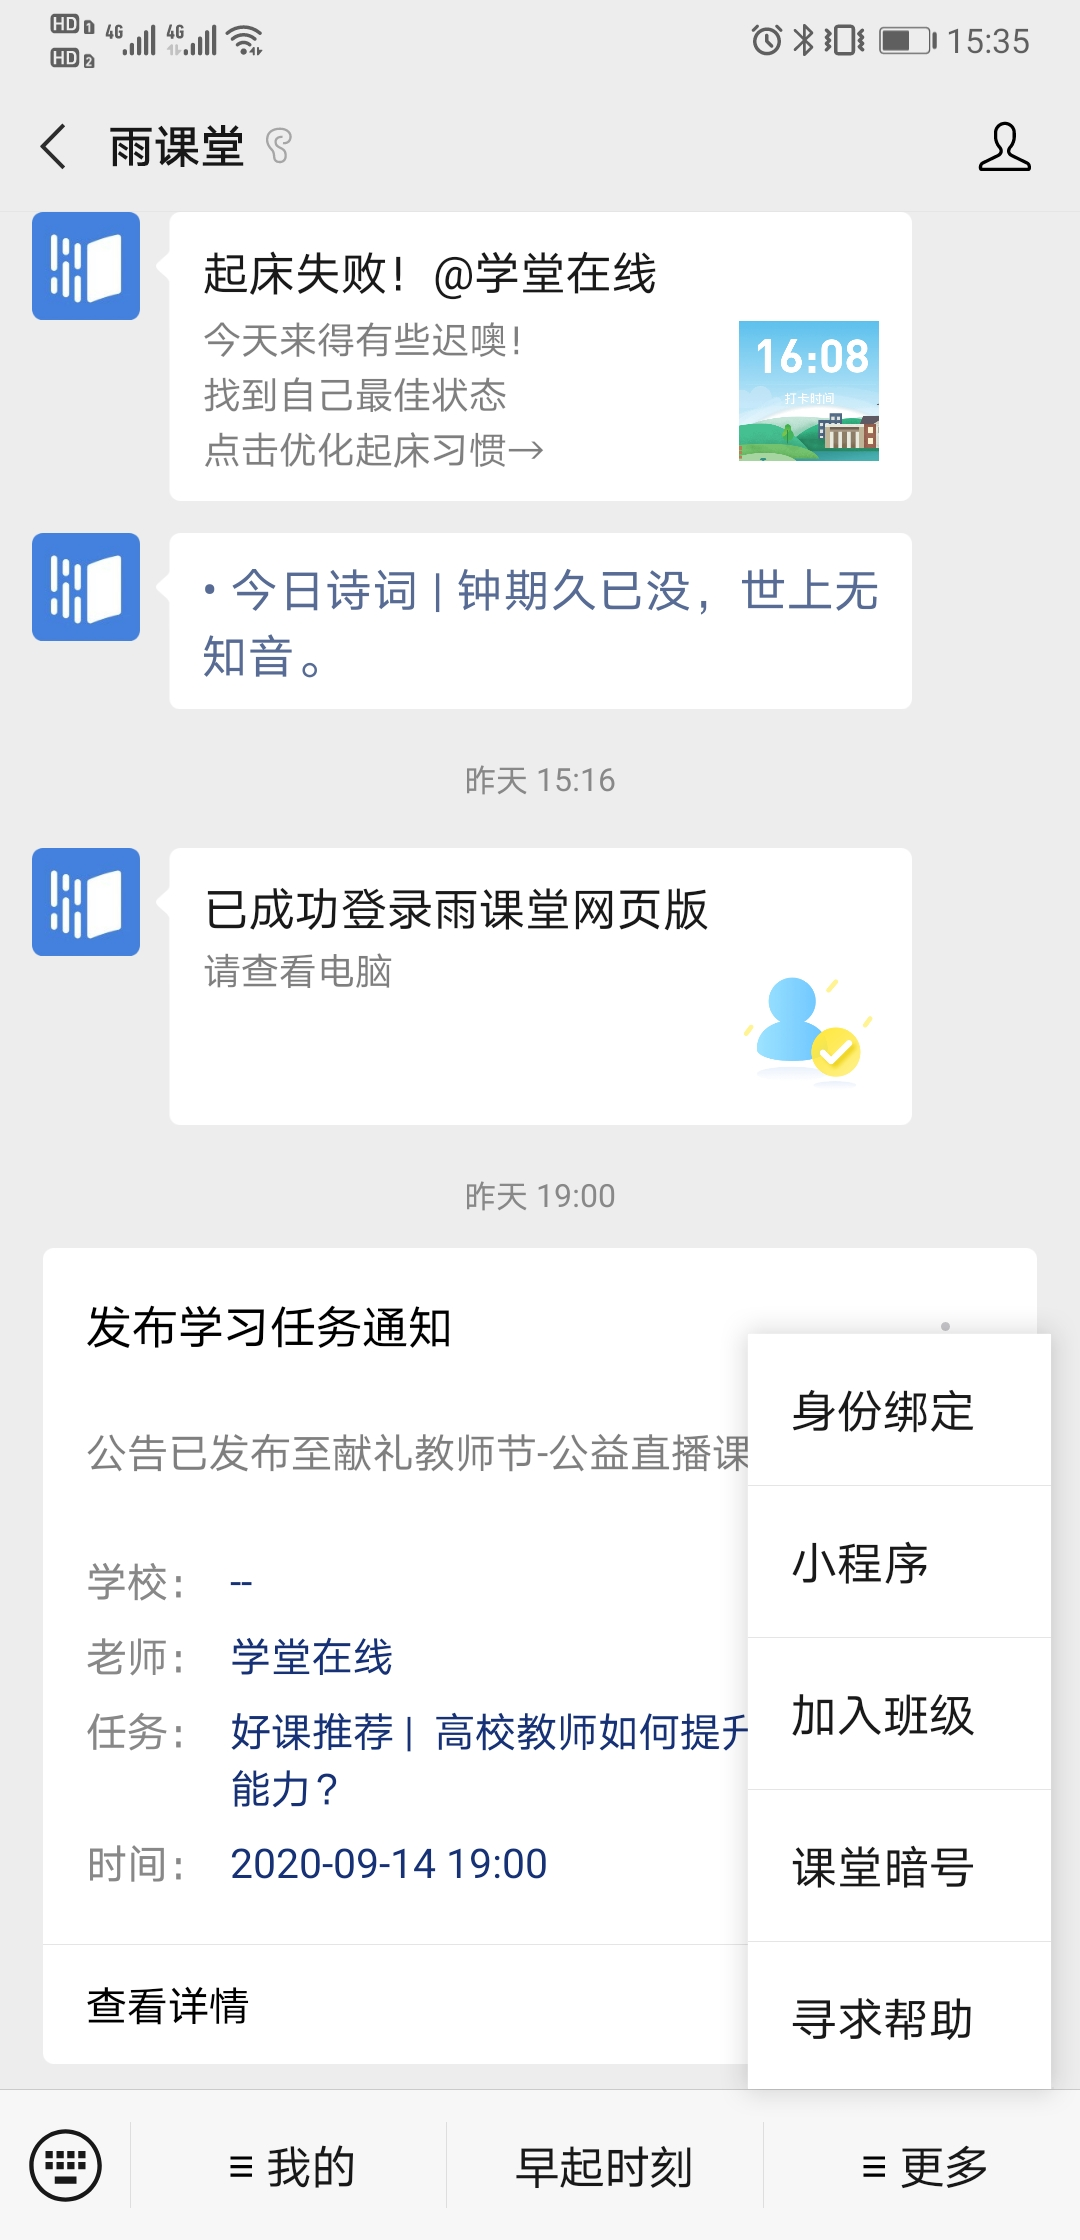 HD 1 4G 4G
HD 2
15:35
雨课堂
起床失败！@学堂在线
今天来得有些迟噢！
找到自己最佳状态
点击优化起床习惯→
16:08
打卡时间
• 今日诗词 | 钟期久已没，世上无
知音。
昨天 15:16
已成功登录雨课堂网页版
请查看电脑
昨天 19:00
发布学习任务通知
公告已发布至献礼教师节-公益直播课
学校： --
老师： 学堂在线
任务： 好课推荐 | 高校教师如何提升
能力？
时间： 2020-09-14 19:00
查看详情
身份绑定
小程序
加入班级
课堂暗号
寻求帮助
我的
早起时刻
更多